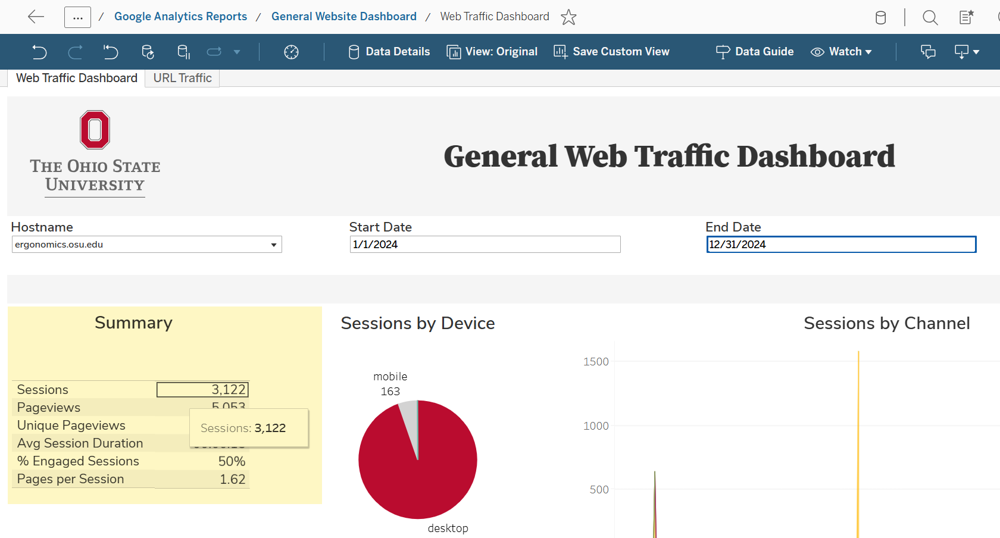 ... / Google Analytics Reports / General Website Dashboard / Web Traffic Dashboard
Data Details View: Original Save Custom View Data Guide Watch
Web Traffic Dashboard URL Traffic
THE OHIO STATE
UNIVERSITY
General Web Traffic Dashboard
Hostname Start Date End Date
ergonomics.osu.edu 1/1/2024 12/31/2024
Summary Sessions by Device Sessions by Channel
Sessions 3,122
Pageviews 5,053
Unique Pageviews
Avg Session Duration
% Engaged Sessions 50%
Pages per Session 1.62
Sessions: 3,122
mobile
163
desktop
1500
1000
500